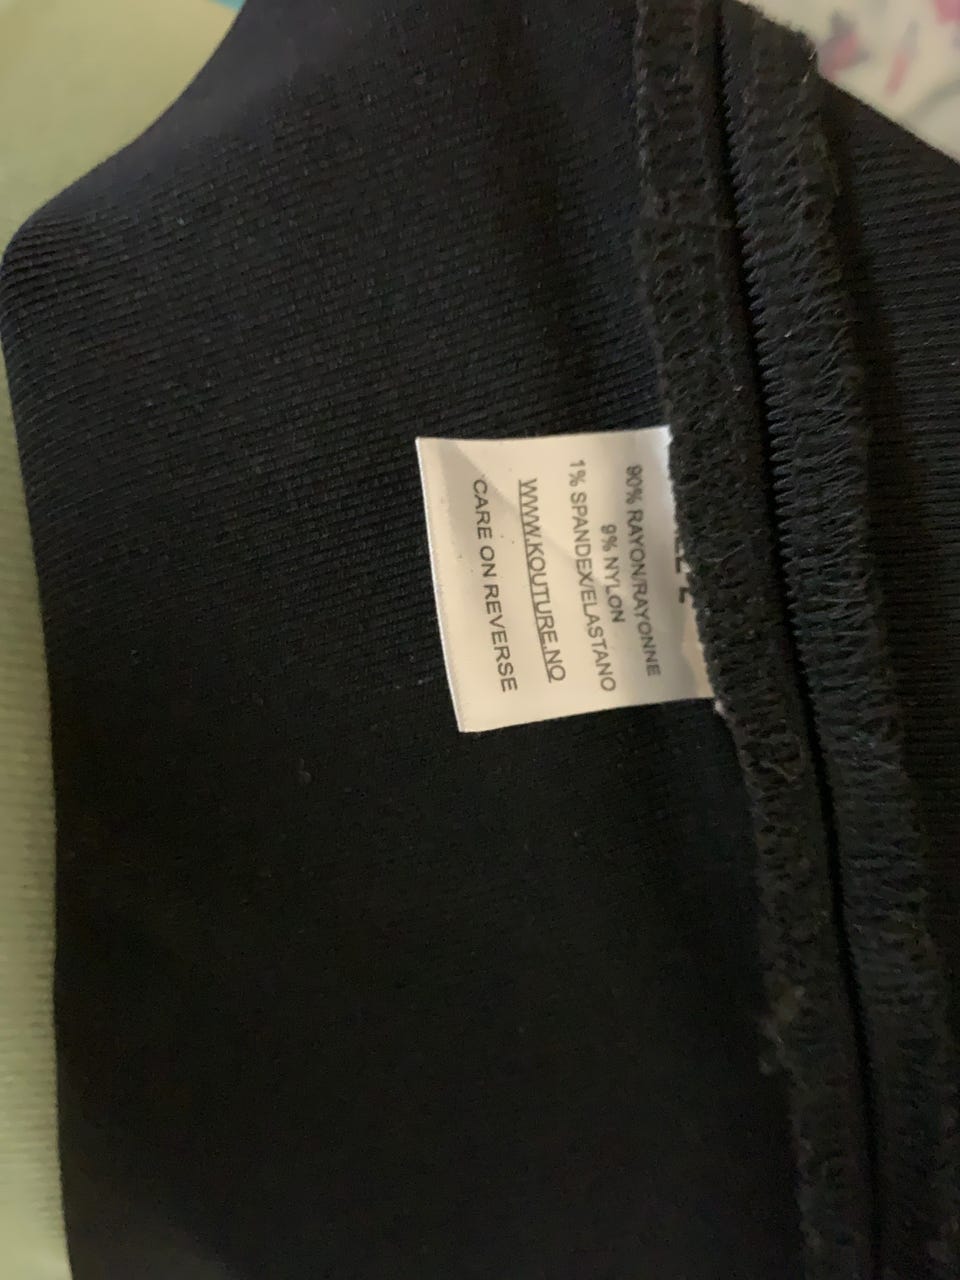 90% RAYON/RAYONNE
9% NYLON
1% SPANDEX/ELASTANO
WWW.KOUTURE.NO
CARE ON REVERSE